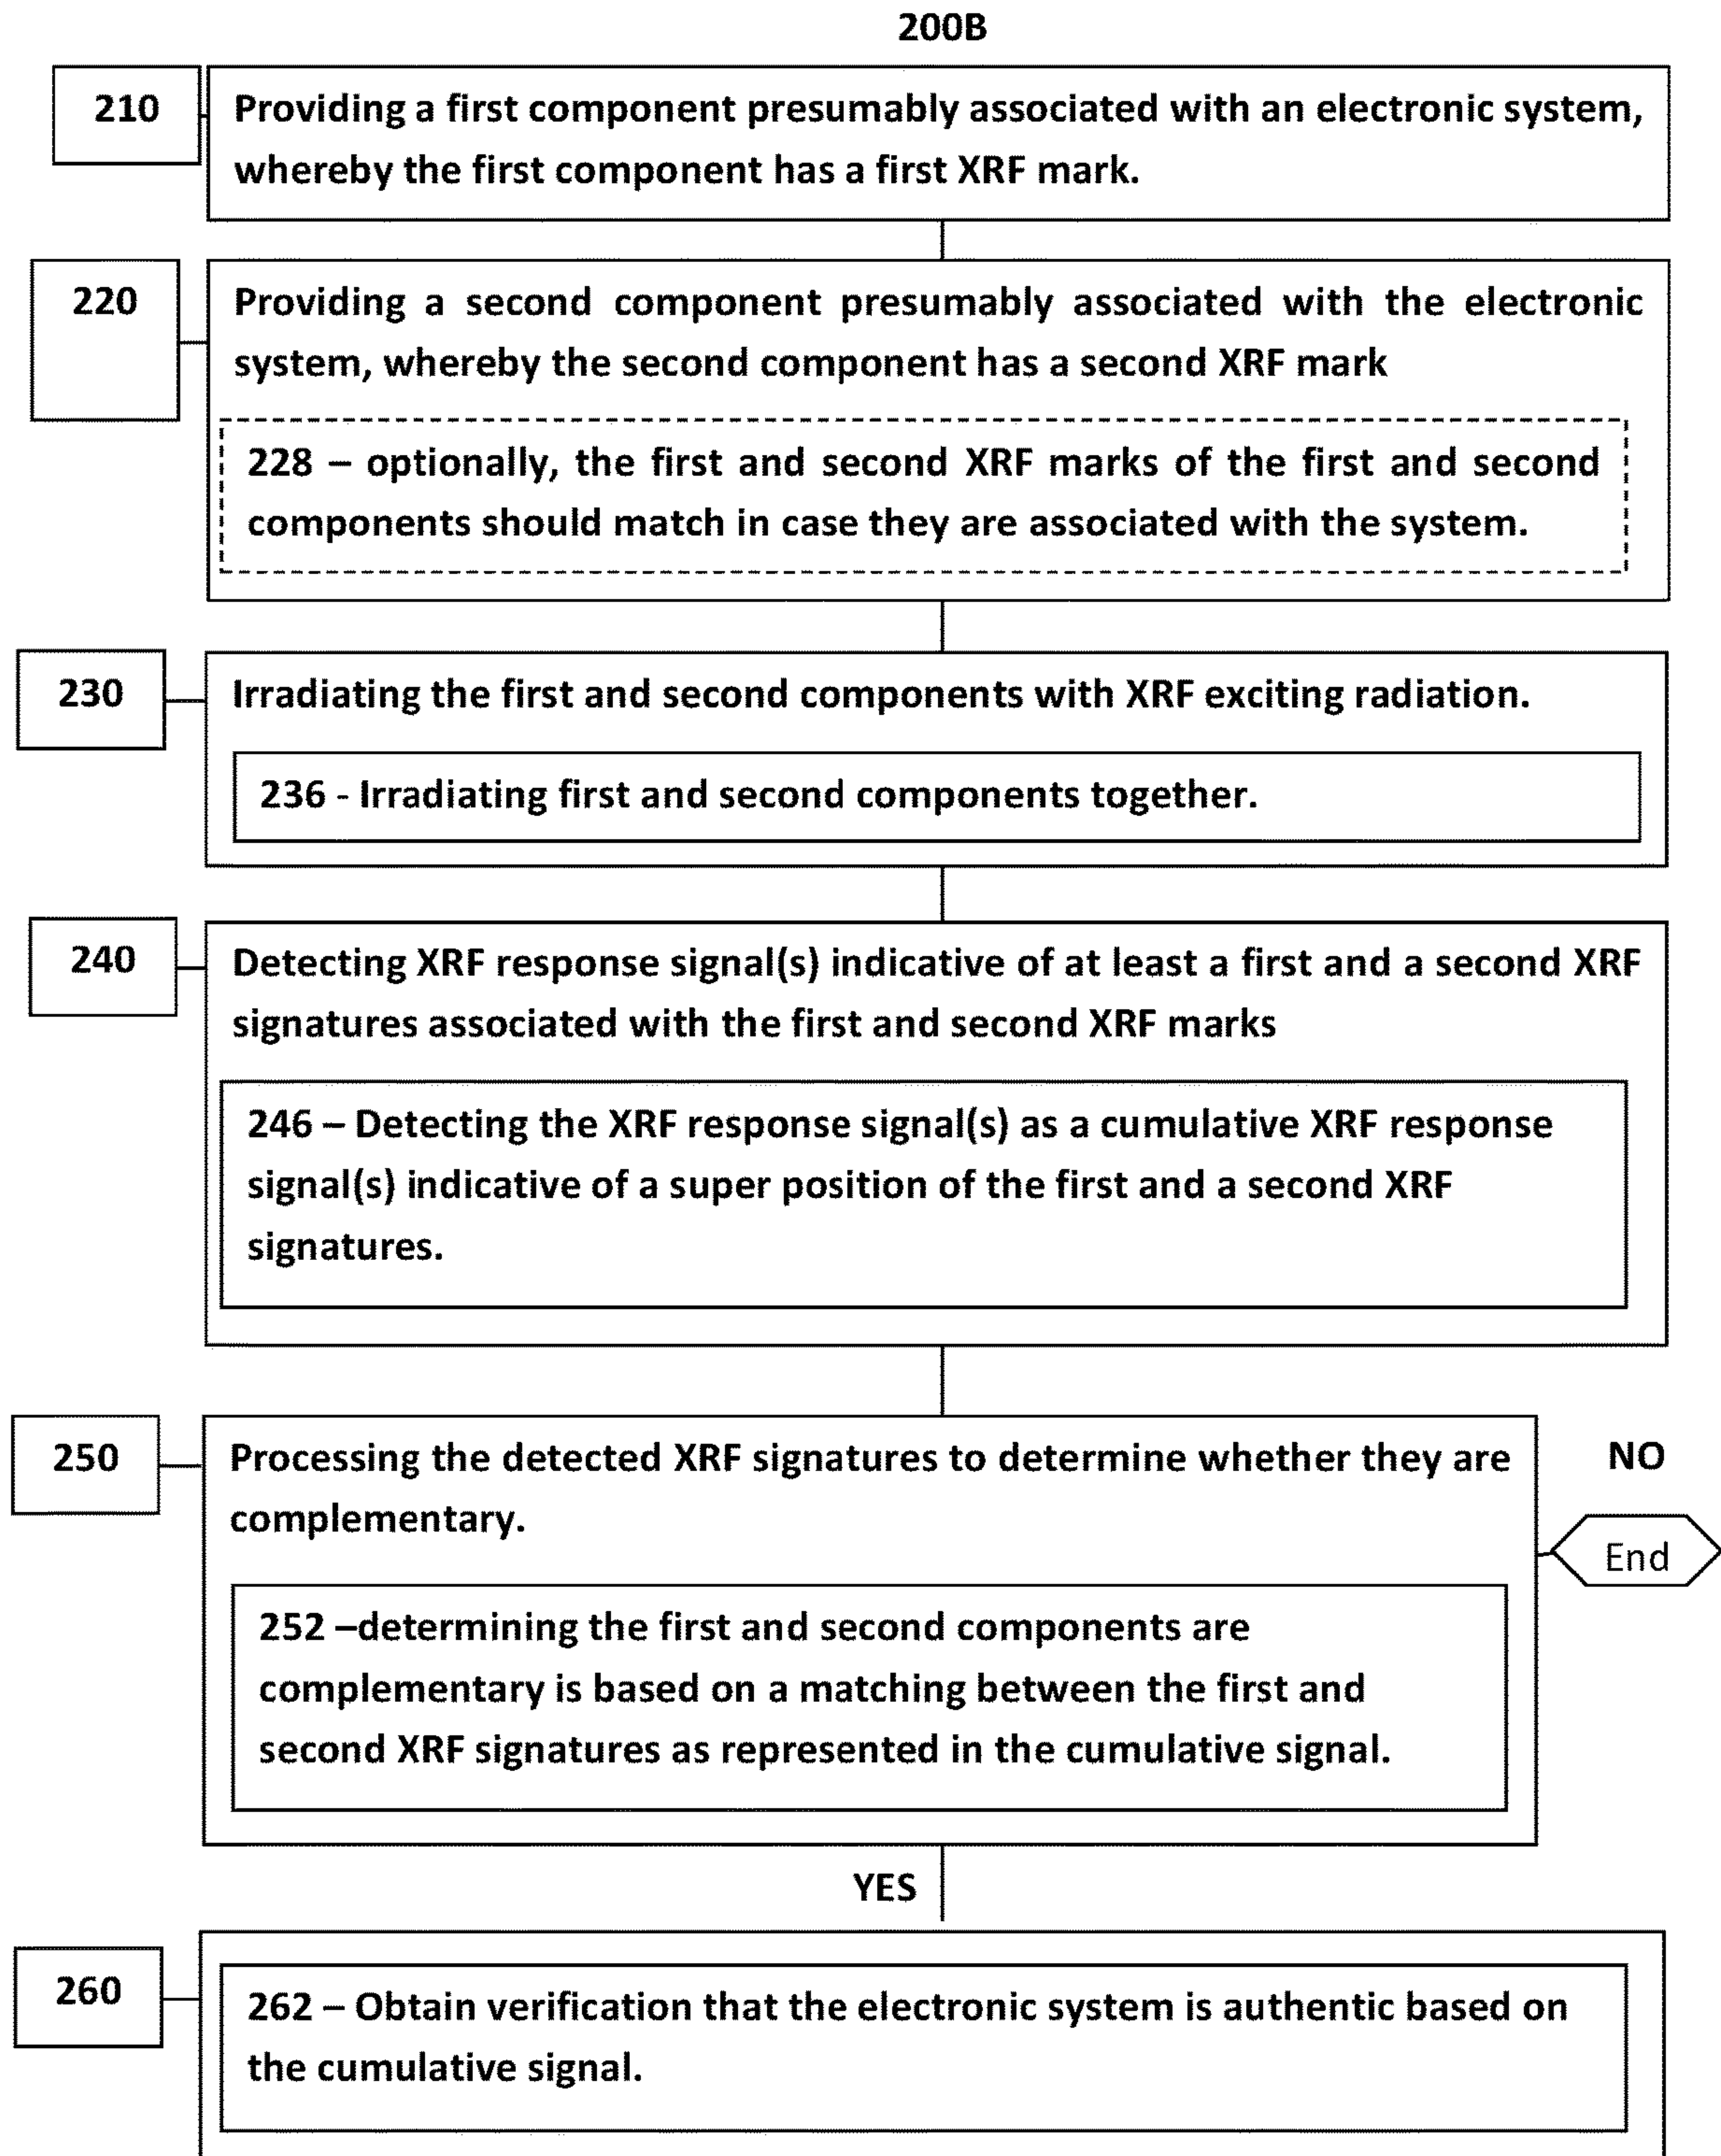 200B
210
Providing a first component presumably associated with an electronic system,
whereby the first component has a first XRF mark.
220
Providing a second component presumably associated with the electronic
system, whereby the second component has a second XRF mark
228 – optionally, the first and second XRF marks of the first and second
components should match in case they are associated with the system.
230
Irradiating the first and second components with XRF exciting radiation.
236 - Irradiating first and second components together.
240
Detecting XRF response signal(s) indicative of at least a first and a second XRF
signatures associated with the first and second XRF marks
246 – Detecting the XRF response signal(s) as a cumulative XRF response
signal(s) indicative of a super position of the first and a second XRF
signatures.
250
Processing the detected XRF signatures to determine whether they are
complementary.
NO
End
252 –determining the first and second components are
complementary is based on a matching between the first and
second XRF signatures as represented in the cumulative signal.
YES
260
262 – Obtain verification that the electronic system is authentic based on
the cumulative signal.